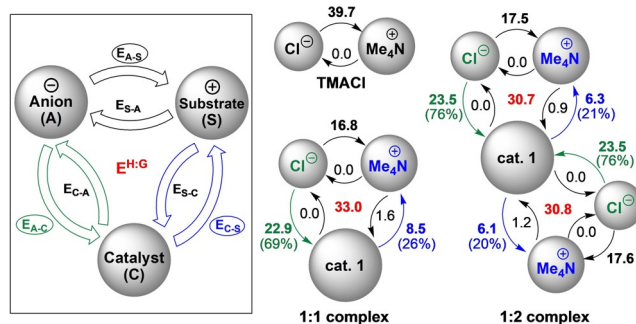 E_A-S
⊖
Anion
(A)
⊕
Substrate
(S)
E_S-A
E^H:G
E_C-A
E_S-C
E_A-C
E_C-S
Catalyst
(C)
39.7
Cl⊖
0.0
⊕
Me4N
TMACl
16.8
Cl⊖
0.0
⊕
Me4N
0.0
33.0
1.6
22.9
(69%)
8.5
(26%)
cat. 1
1:1 complex
17.5
Cl⊖
0.0
⊕
Me4N
23.5
(76%)
0.0
30.7
0.9
6.3
(21%)
cat. 1
23.5
(76%)
0.0
Cl⊖
6.1
(20%)
1.2
30.8
0.0
17.6
⊕
Me4N
1:2 complex